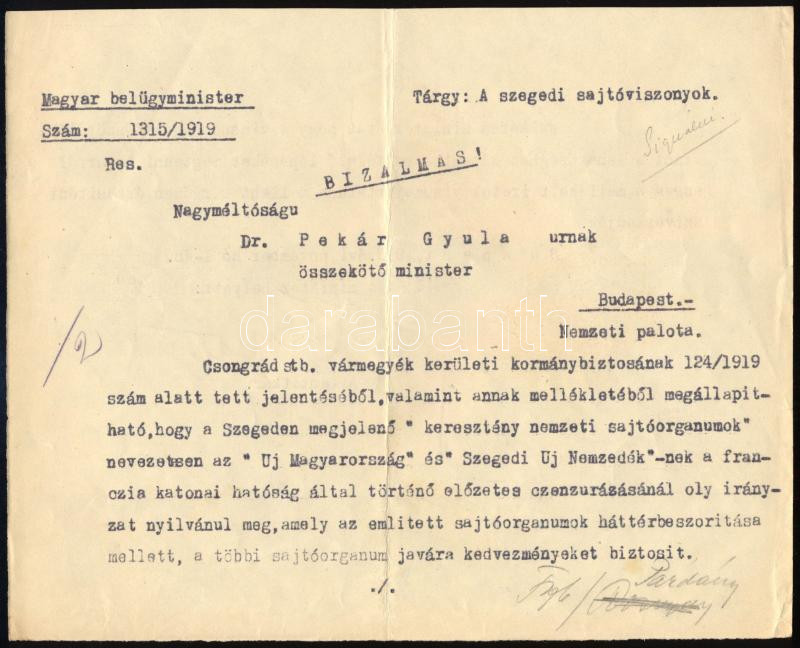 Magyar belügyminister
Tárgy: A szegedi sajtóviszonyok.
Szám: 1315/1919
Res.
BIZALMAS!
Nagyméltóságu
Dr. Pekár Gyula urnak
összekötő minister
Budapest.-
Nemzeti palota.
/2
darabanth
Csongrád stb. vármegyék kerületi kormánybiztosának 124/1919
szám alatt tett jelentéséből,valamint annak mellékletéből megállapit-
ható,hogy a Szegeden megjelenő " keresztény nemzeti sajtóorganumok"
nevezetsen az " Uj Magyarország" és" Szegedi Uj Nemzedék"-nek a fran-
czia katonai hatóság által történő előzetes czenzurázásánál oly irány-
zat nyilvánul meg,amely az emlitett sajtóorganumok háttérbeszoritása
mellett, a többi sajtóorganum javára kedvezményeket biztosit.
./.
Pardány